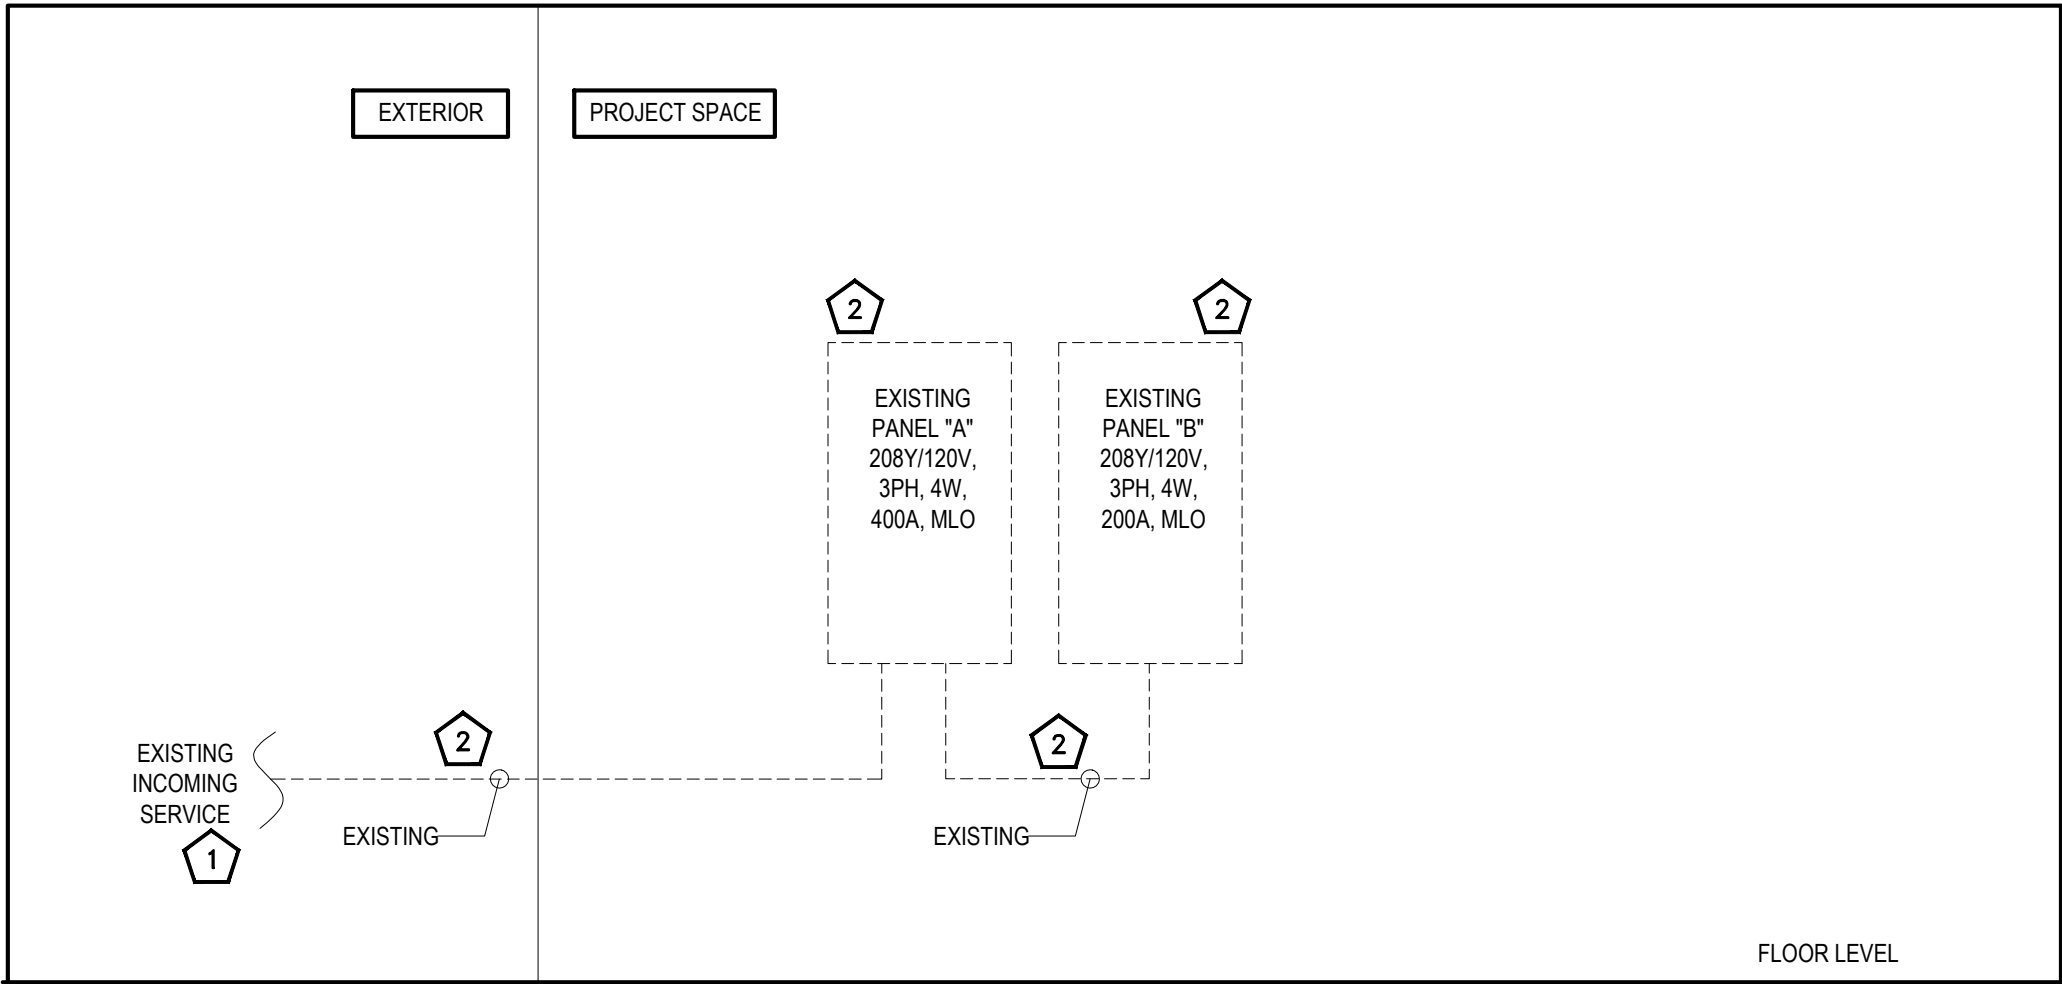 EXTERIOR
PROJECT SPACE
2
2
EXISTING
PANEL "A"
208Y/120V,
3PH, 4W,
400A, MLO
EXISTING
PANEL "B"
208Y/120V,
3PH, 4W,
200A, MLO
2
2
EXISTING
INCOMING
SERVICE
1
EXISTING
EXISTING
FLOOR LEVEL